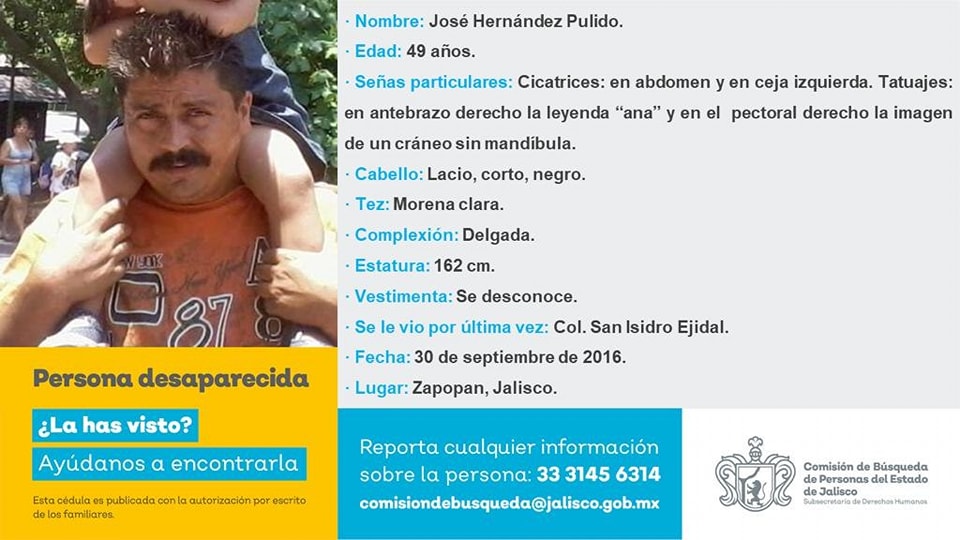 · Nombre: José Hernández Pulido.
· Edad: 49 años.
· Señas particulares: Cicatrices: en abdomen y en ceja izquierda. Tatuajes:
en antebrazo derecho la leyenda “ana” y en el pectoral derecho la imagen
de un cráneo sin mandíbula.
· Cabello: Lacio, corto, negro.
· Tez: Morena clara.
· Complexión: Delgada.
· Estatura: 162 cm.
· Vestimenta: Se desconoce.
· Se le vio por última vez: Col. San Isidro Ejidal.
· Fecha: 30 de septiembre de 2016.
· Lugar: Zapopan, Jalisco.
87
Persona desaparecida
¿La has visto?
Ayúdanos a encontrarla
Esta cédula es publicada con la autorización por escrito
de los familiares.
Reporta cualquier información
sobre la persona: 33 3145 6314
comisiondebusqueda@jalisco.gob.mx
Comisión de Búsqueda
de Personas del Estado
de Jalisco
Subsecretaría de Derechos Humanos